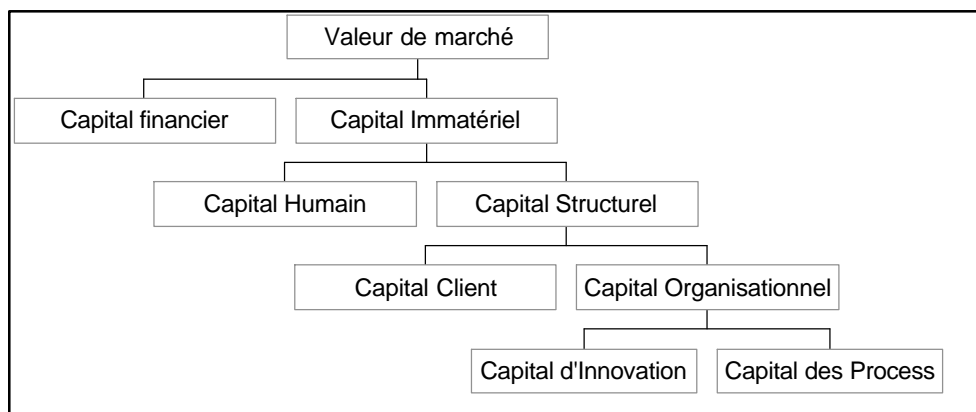 Valeur de marché
Capital financier
Capital Immatériel
Capital Humain
Capital Structurel
Capital Client
Capital Organisationnel
Capital d'Innovation
Capital des Process